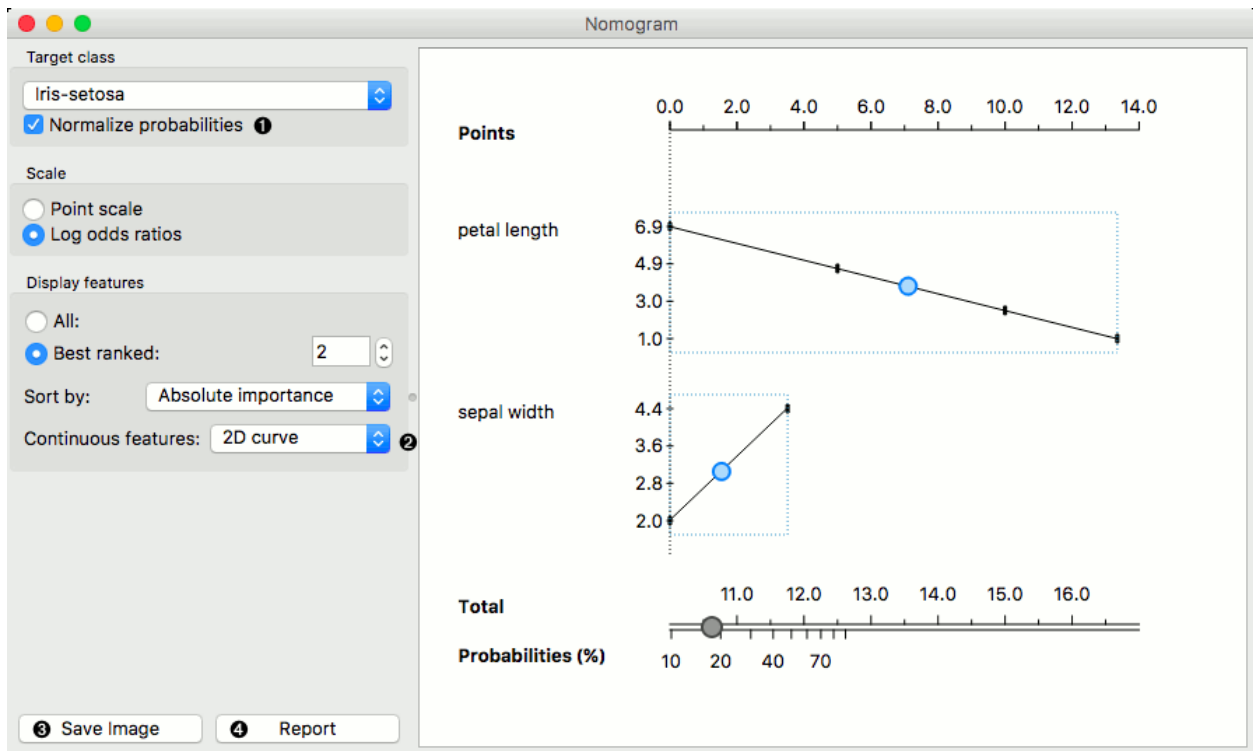 Nomogram
Target class
Iris-setosa
Normalize probabilities ❶
Scale
Point scale
Log odds ratios
Display features
All:
Best ranked: 2
Sort by: Absolute importance
Continuous features: 2D curve ❷
❸ Save Image
❹ Report
0.0 2.0 4.0 6.0 8.0 10.0 12.0 14.0
Points
petal length
6.9
4.9
3.0
1.0
sepal width
4.4
3.6
2.8
2.0
11.0 12.0 13.0 14.0 15.0 16.0
Total
Probabilities (%)
10 20 40 70